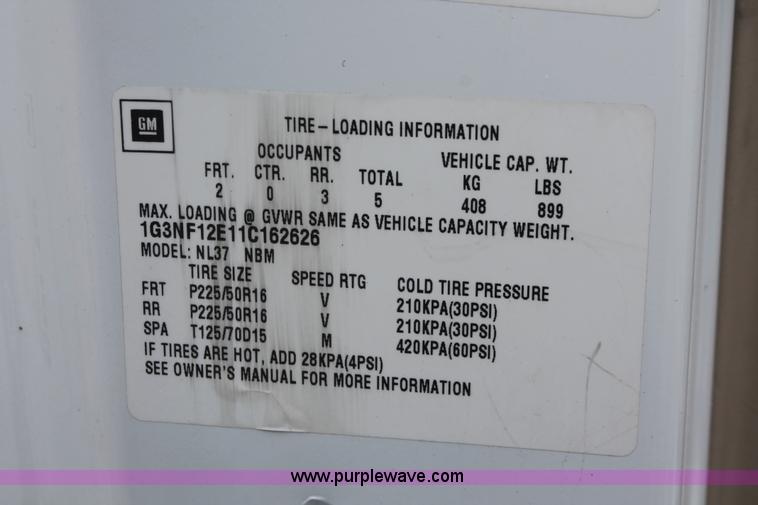 GM
TIRE-LOADING INFORMATION
OCCUPANTS VEHICLE CAP. WT.
FRT. CTR. RR. TOTAL KG LBS
2 0 3 5 408 899
MAX. LOADING @ GVWR SAME AS VEHICLE CAPACITY WEIGHT.
1G3NF12E11C162626
MODEL: NL37 NBM
TIRE SIZE SPEED RTG COLD TIRE PRESSURE
FRT P225/50R16 V 210KPA(30PSI)
RR P225/50R16 V 210KPA(30PSI)
SPA T125/70D15 M 420KPA(60PSI)
IF TIRES ARE HOT, ADD 28KPA(4PSI)
SEE OWNER'S MANUAL FOR MORE INFORMATION
www.purplewave.com